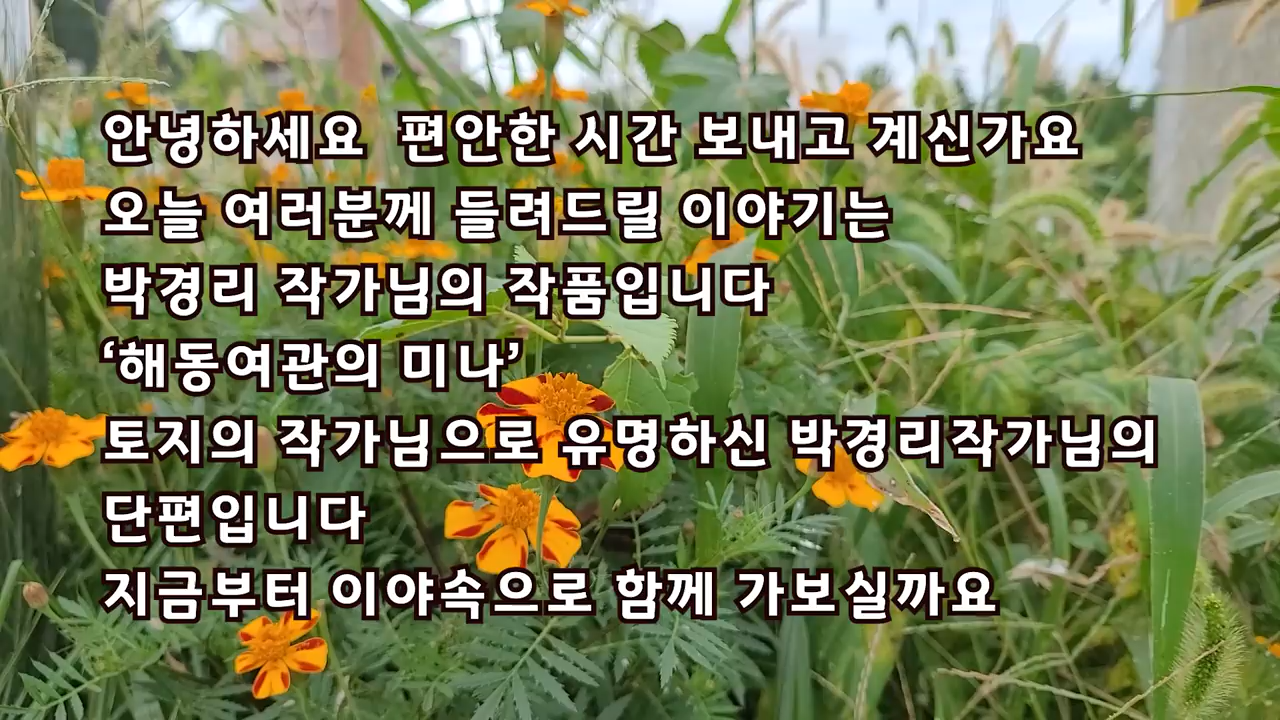 안녕하세요  편안한 시간 보내고 계신가요
오늘 여러분께 들려드릴 이야기는
박경리 작가님의 작품입니다
‘해동여관의 미나’
토지의 작가님으로 유명하신 박경리작가님의
단편입니다
지금부터 이야속으로 함께 가보실까요